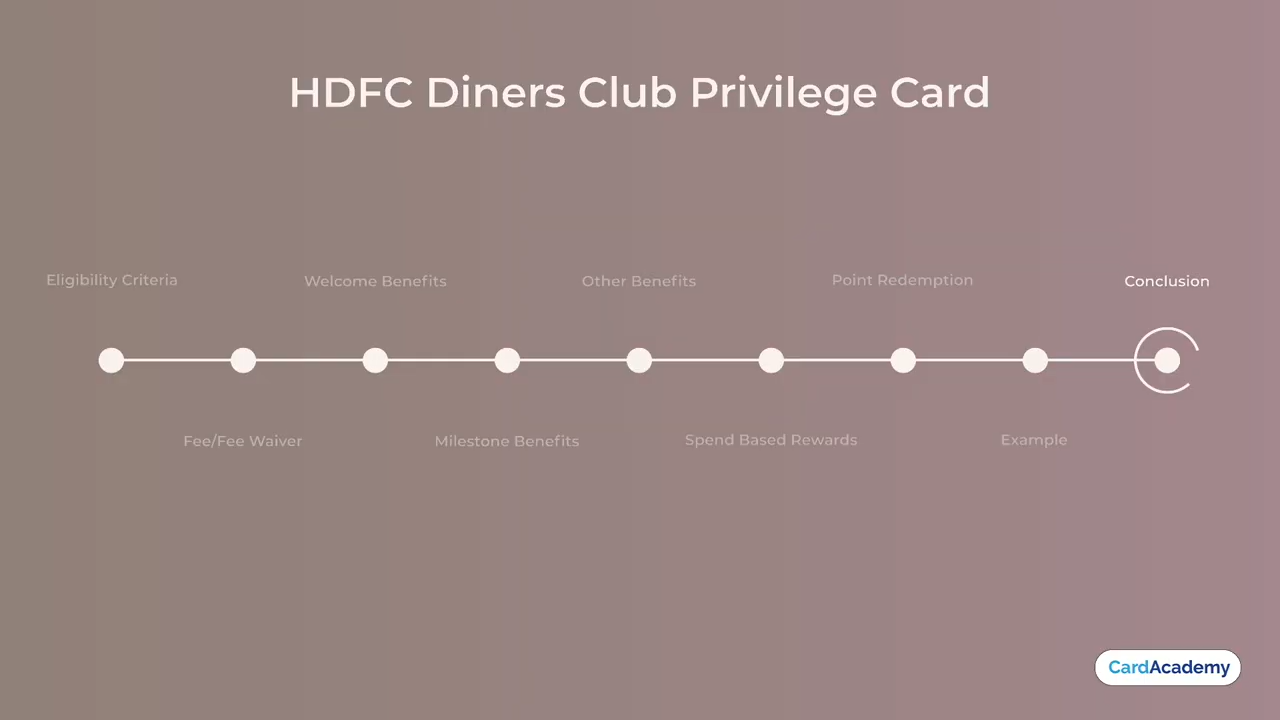 HDFC Diners Club Privilege Card
Eligibility Criteria
Welcome Benefits
Other Benefits
Point Redemption
Conclusion
Fee/Fee Waiver
Milestone Benefits
Spend Based Rewards
Example
CardAcademy